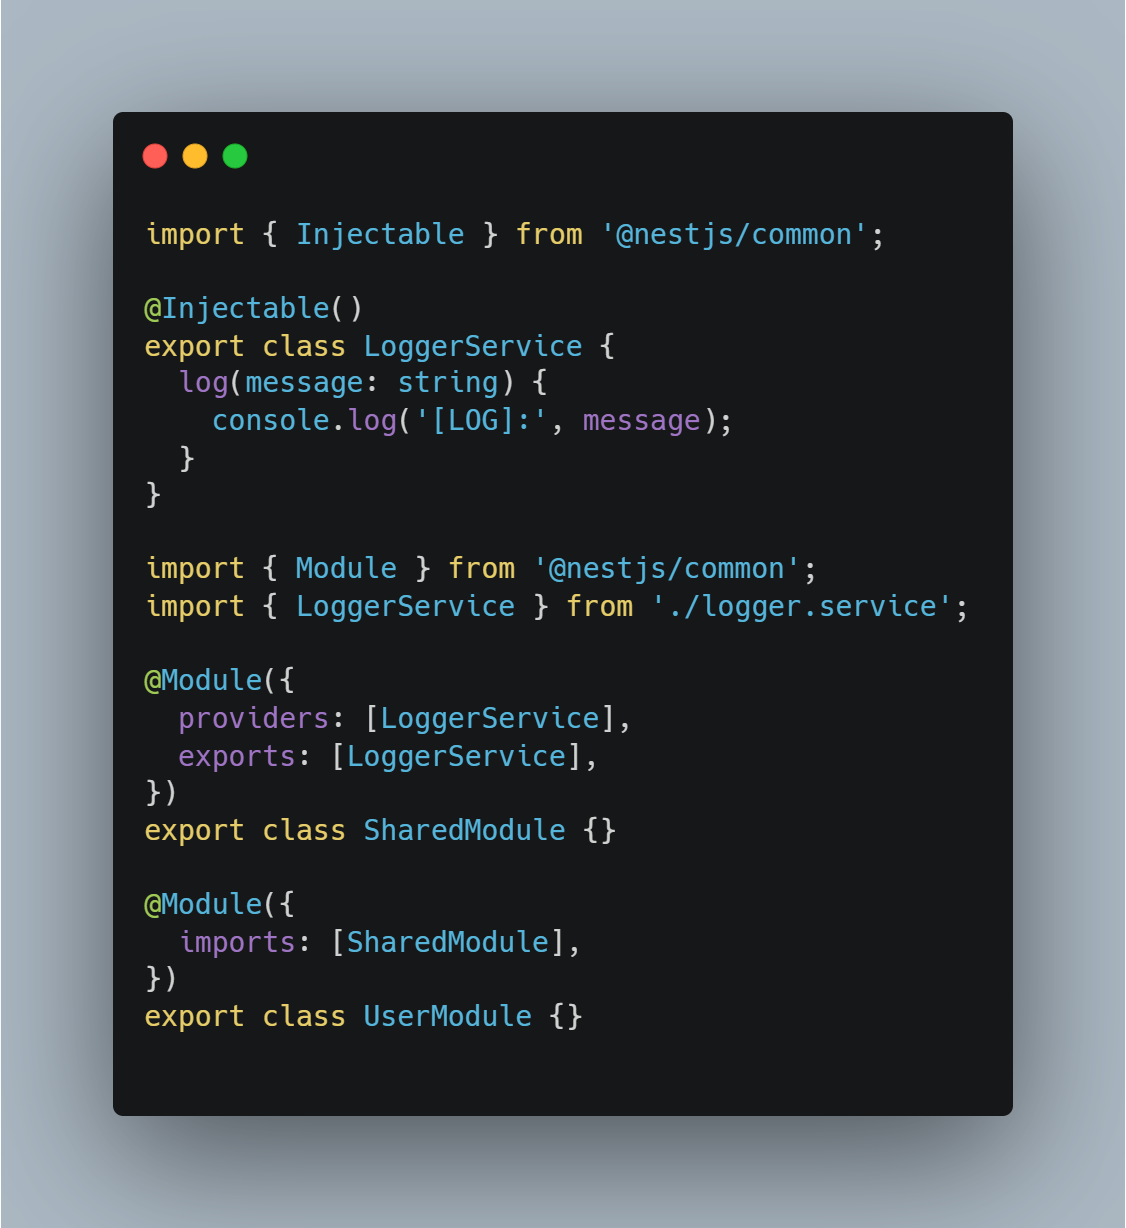 import { Injectable } from '@nestjs/common';

@Injectable()
export class LoggerService {
  log(message: string) {
    console.log('[LOG]:', message);
  }
}

import { Module } from '@nestjs/common';
import { LoggerService } from './logger.service';

@Module({
  providers: [LoggerService],
  exports: [LoggerService],
})
export class SharedModule {}

@Module({
  imports: [SharedModule],
})
export class UserModule {}